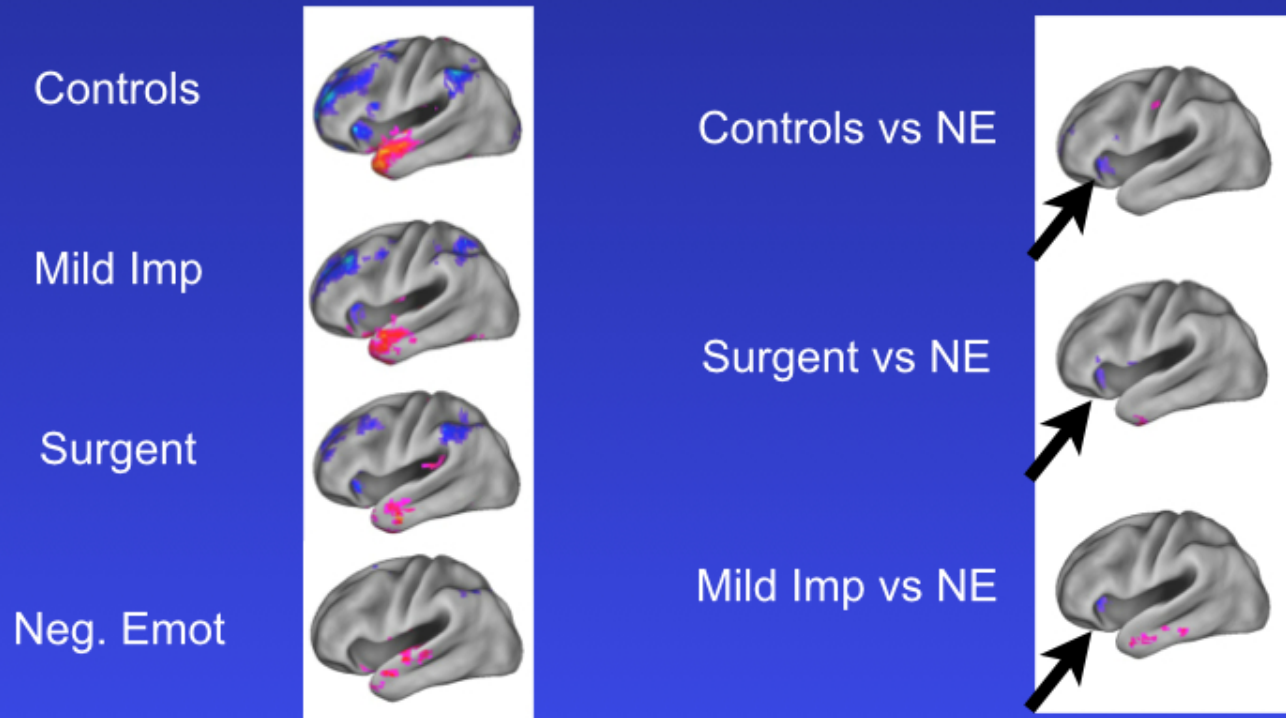 Controls
Mild Imp
Surgent
Neg. Emot
Controls vs NE
Surgent vs NE
Mild Imp vs NE